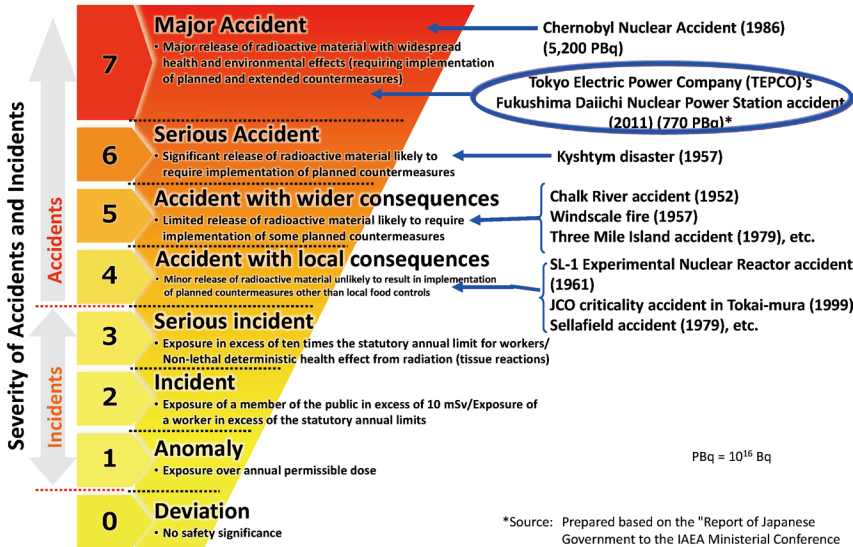 Severity of Accidents and Incidents
Accidents
Incidents
7
Major Accident
• Major release of radioactive material with widespread
health and environmental effects (requiring implementation
of planned and extended countermeasures)
Chernobyl Nuclear Accident (1986)
(5,200 PBq)
Tokyo Electric Power Company (TEPCO)'s
Fukushima Daiichi Nuclear Power Station accident
(2011) (770 PBq)*
6
Serious Accident
• Significant release of radioactive material likely to
require implementation of planned countermeasures
Kyshtym disaster (1957)
5
Accident with wider consequences
• Limited release of radioactive material likely to require
implementation of some planned countermeasures
Chalk River accident (1952)
Windscale fire (1957)
Three Mile Island accident (1979), etc.
4
Accident with local consequences
• Minor release of radioactive material unlikely to result in implementation
of planned countermeasures other than local food controls
SL-1 Experimental Nuclear Reactor accident
(1961)
JCO criticality accident in Tokai-mura (1999)
Sellafield accident (1979), etc.
3
Serious incident
• Exposure in excess of ten times the statutory annual limit for workers/
Non-lethal deterministic health effect from radiation (tissue reactions)
2
Incident
• Exposure of a member of the public in excess of 10 mSv/Exposure of
a worker in excess of the statutory annual limits
1
Anomaly
• Exposure over annual permissible dose
PBq = 10¹⁶ Bq
0
Deviation
• No safety significance
*Source: Prepared based on the "Report of Japanese
Government to the IAEA Ministerial Conference